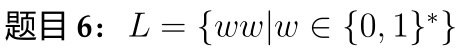 题目 6：L = {ww|w ∈ {0, 1}*}